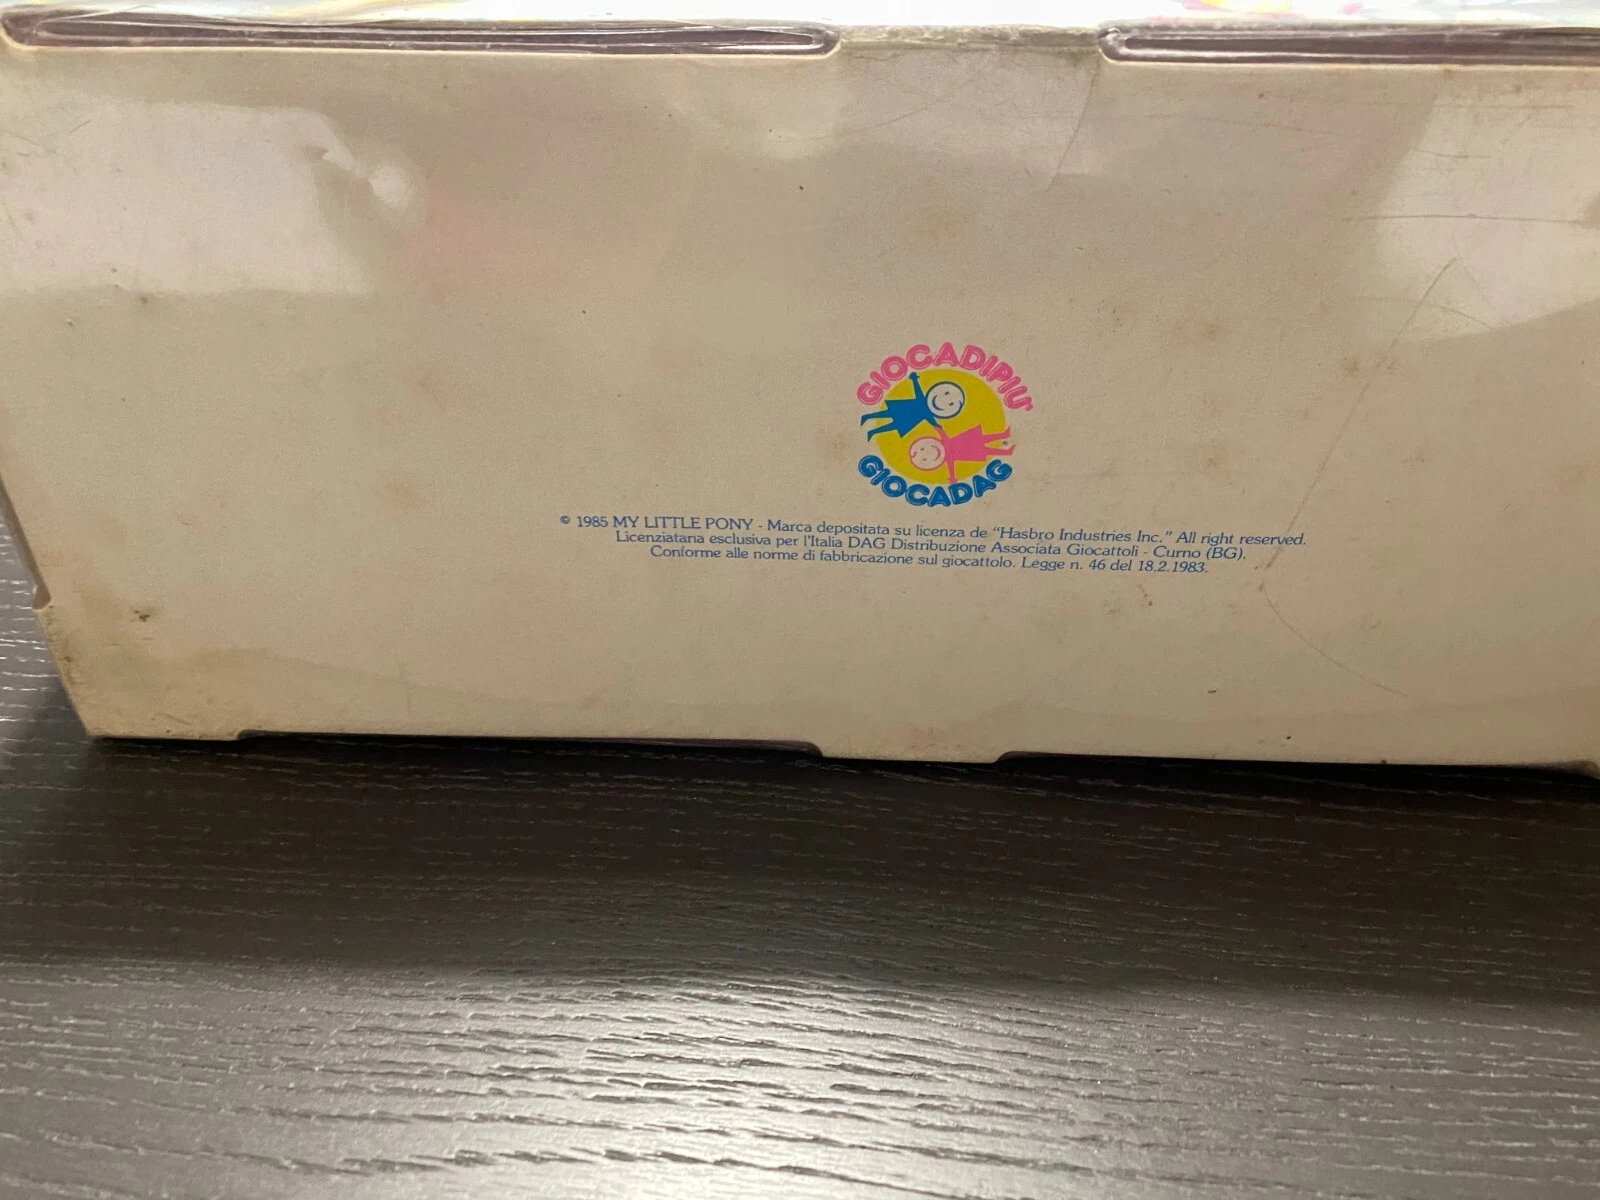 GIOCADIPIU'
GIOCADAG
© 1985 MY LITTLE PONY - Marca depositata su licenza de "Hasbro Industries Inc." All right reserved.
Licenziataria esclusiva per l'Italia DAG Distribuzione Associata Giocattoli - Curno (BG).
Conforme alle norme di fabbricazione sul giocattolo. Legge n. 46 del 18.2.1983.